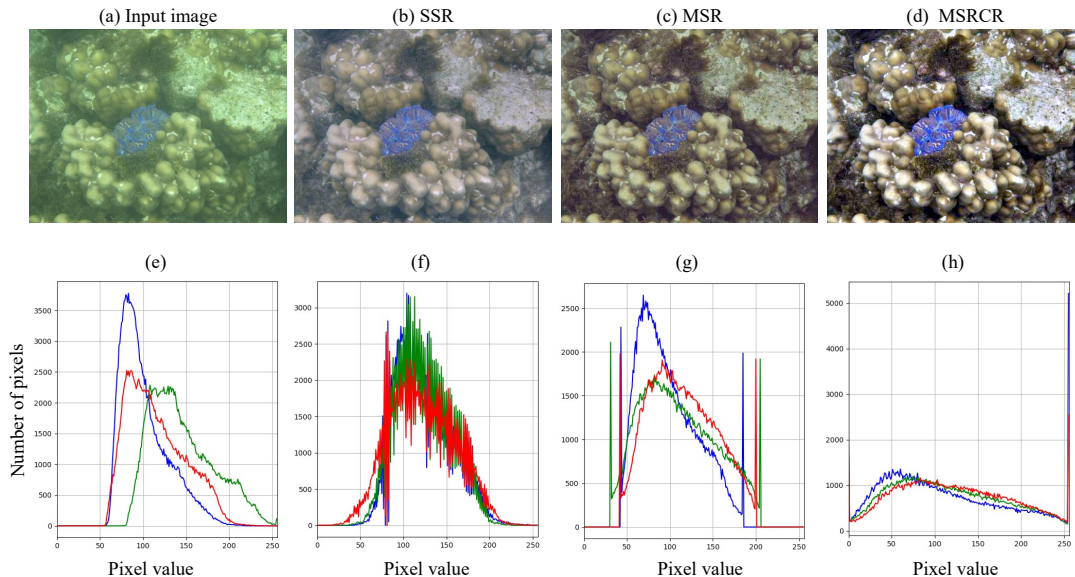 (a) Input image
(b) SSR
(c) MSR
(d) MSRCR
(e)
(f)
(g)
(h)
Number of pixels
3500
3000
2500
2000
1500
1000
500
0
0 50 100 150 200 250
3000
2500
2000
1500
1000
500
0
0 50 100 150 200 250
2500
2000
1500
1000
500
0
0 50 100 150 200 250
5000
4000
3000
2000
1000
0
0 50 100 150 200 250
Pixel value
Pixel value
Pixel value
Pixel value